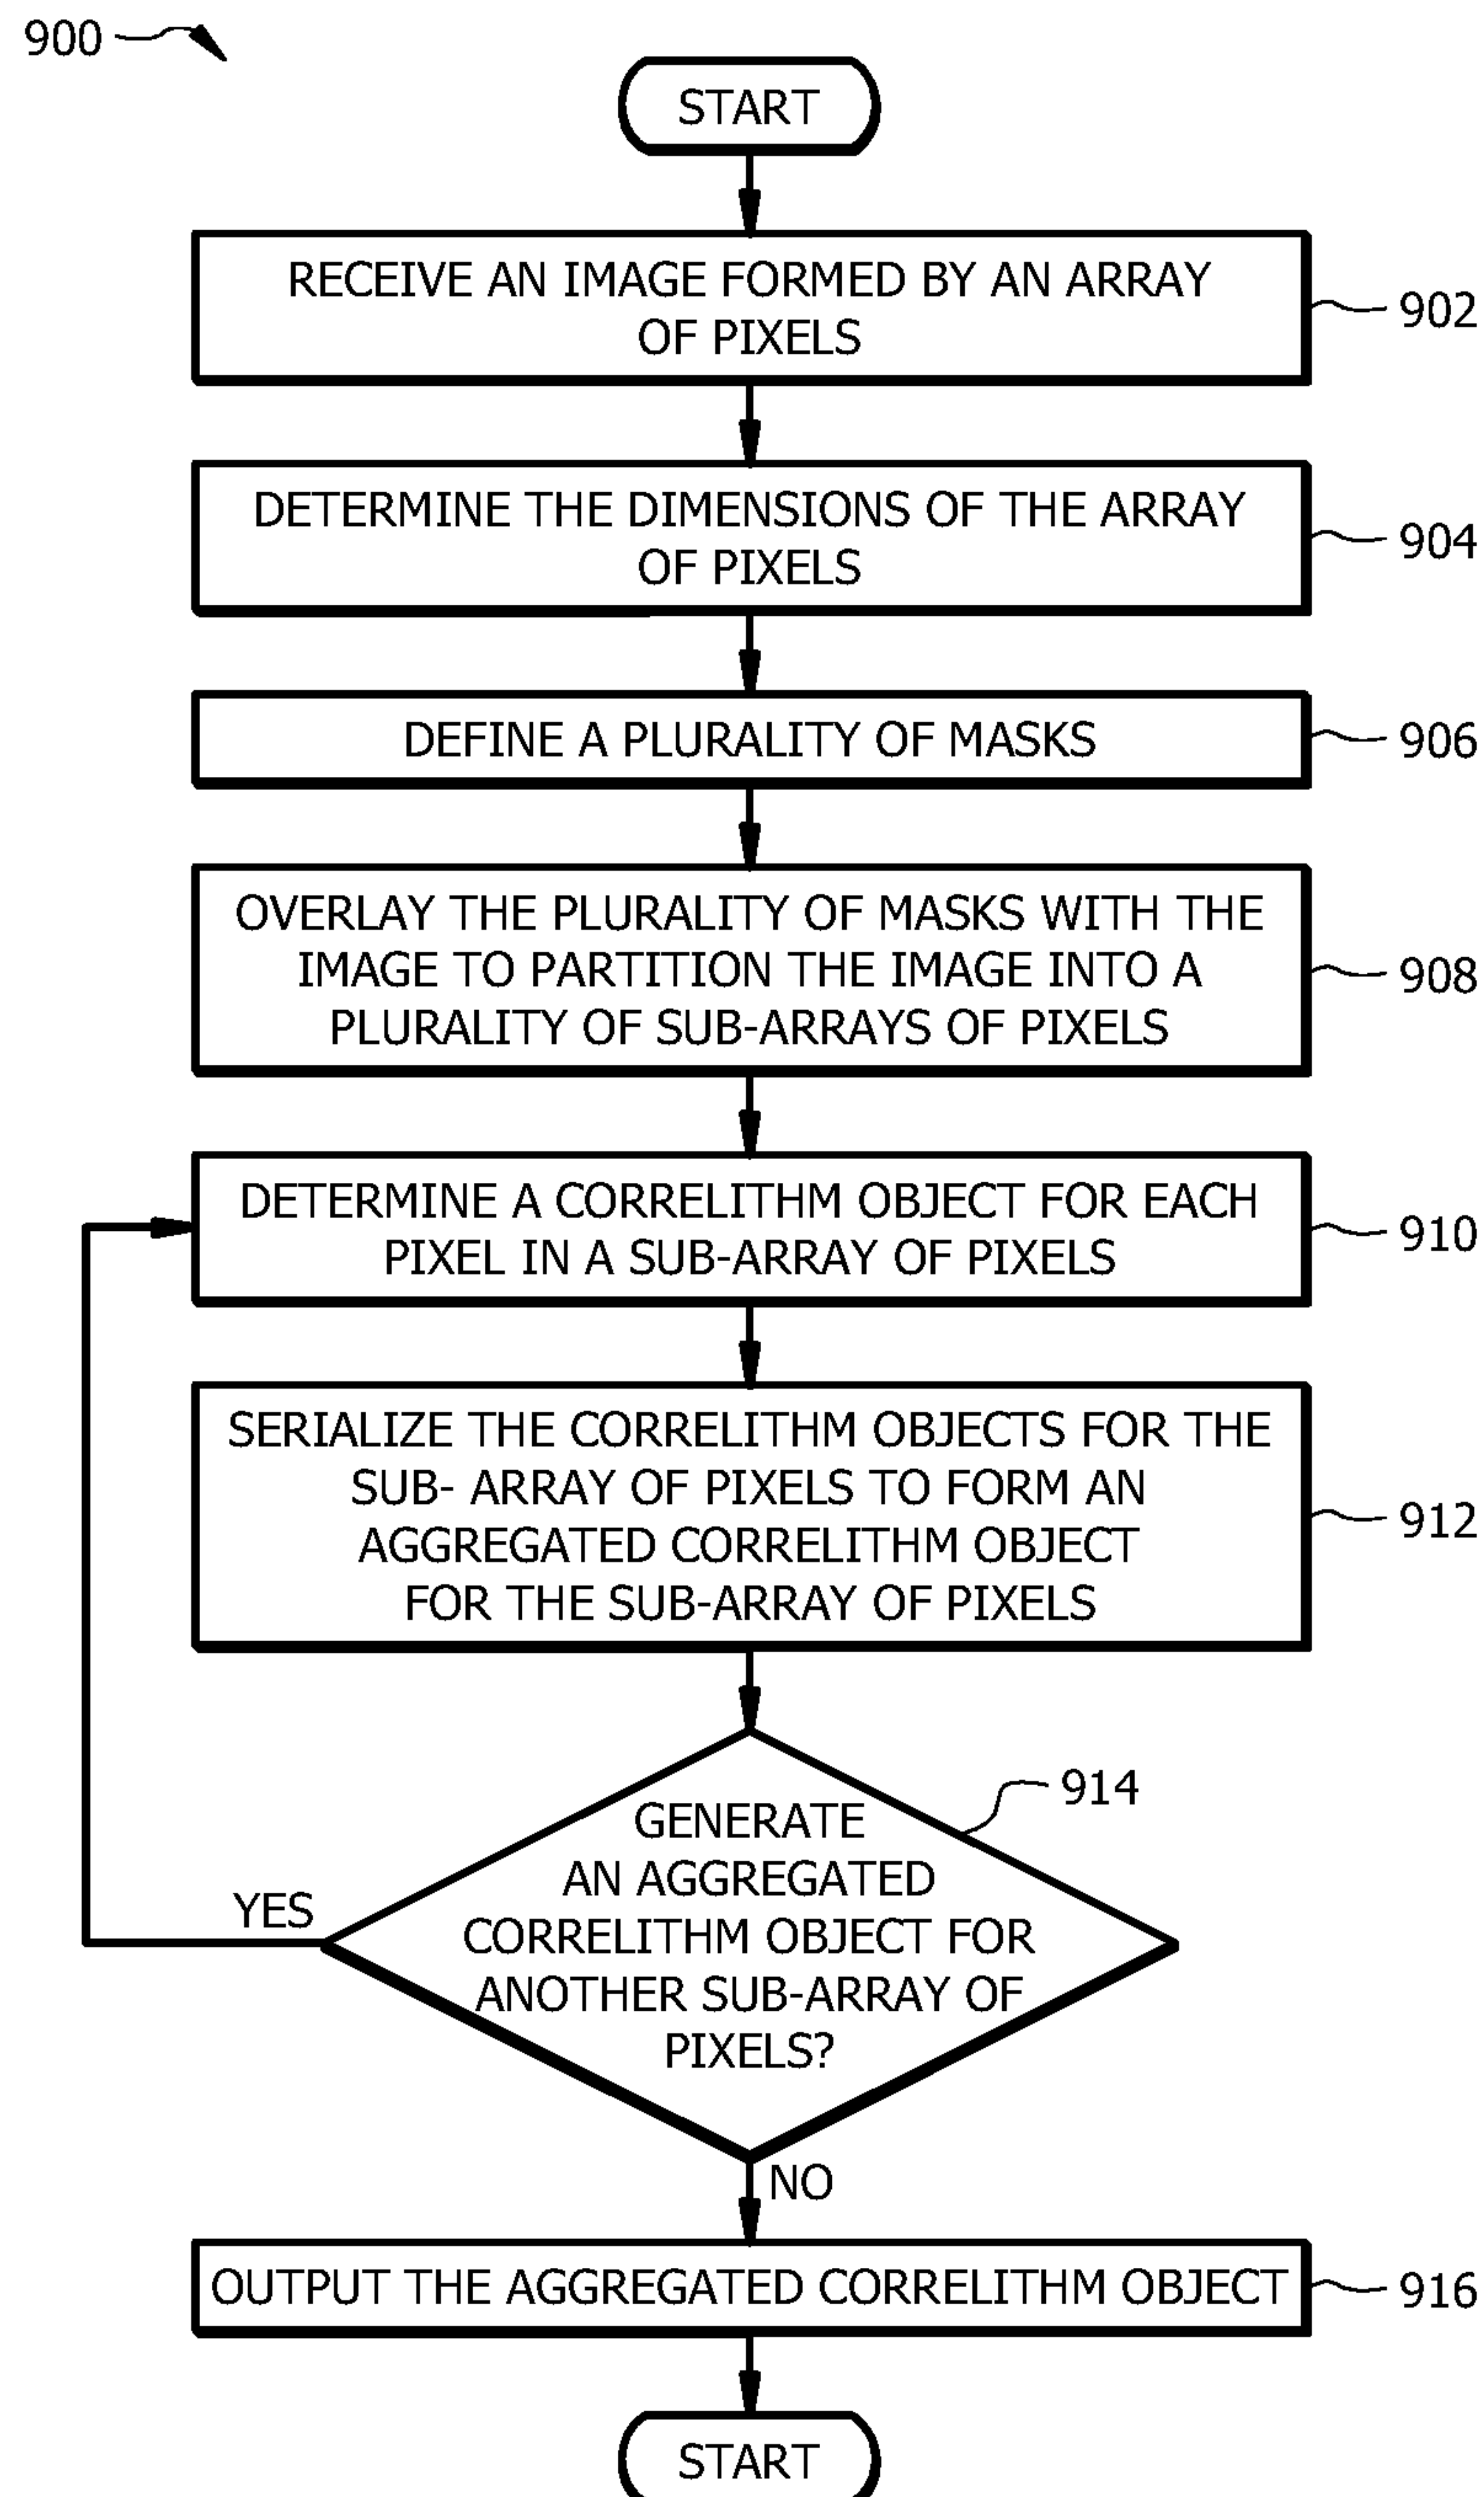 900
START
RECEIVE AN IMAGE FORMED BY AN ARRAY
OF PIXELS
902
DETERMINE THE DIMENSIONS OF THE ARRAY
OF PIXELS
904
DEFINE A PLURALITY OF MASKS
906
OVERLAY THE PLURALITY OF MASKS WITH THE
IMAGE TO PARTITION THE IMAGE INTO A
PLURALITY OF SUB-ARRAYS OF PIXELS
908
DETERMINE A CORRELITHM OBJECT FOR EACH
PIXEL IN A SUB-ARRAY OF PIXELS
910
SERIALIZE THE CORRELITHM OBJECTS FOR THE
SUB- ARRAY OF PIXELS TO FORM AN
AGGREGATED CORRELITHM OBJECT
FOR THE SUB-ARRAY OF PIXELS
912
GENERATE
AN AGGREGATED
CORRELITHM OBJECT FOR
ANOTHER SUB-ARRAY OF
PIXELS?
914
YES
NO
OUTPUT THE AGGREGATED CORRELITHM OBJECT
916
START